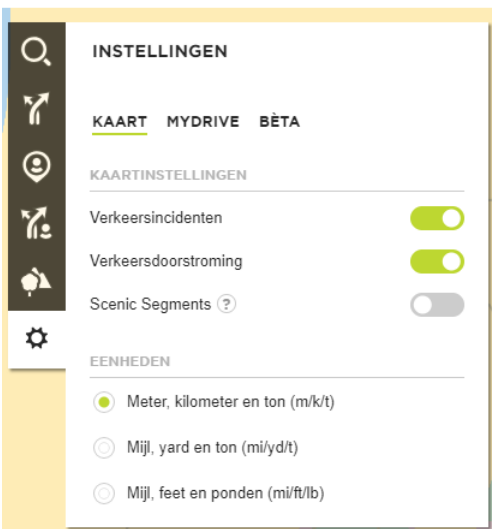 INSTELLINGEN
KAART MYDRIVE BÈTA
KAARTINSTELLINGEN
Verkeersincidenten
Verkeersdoorstroming
Scenic Segments ?
EENHEDEN
Meter, kilometer en ton (m/k/t)
Mijl, yard en ton (mi/yd/t)
Mijl, feet en ponden (mi/ft/lb)